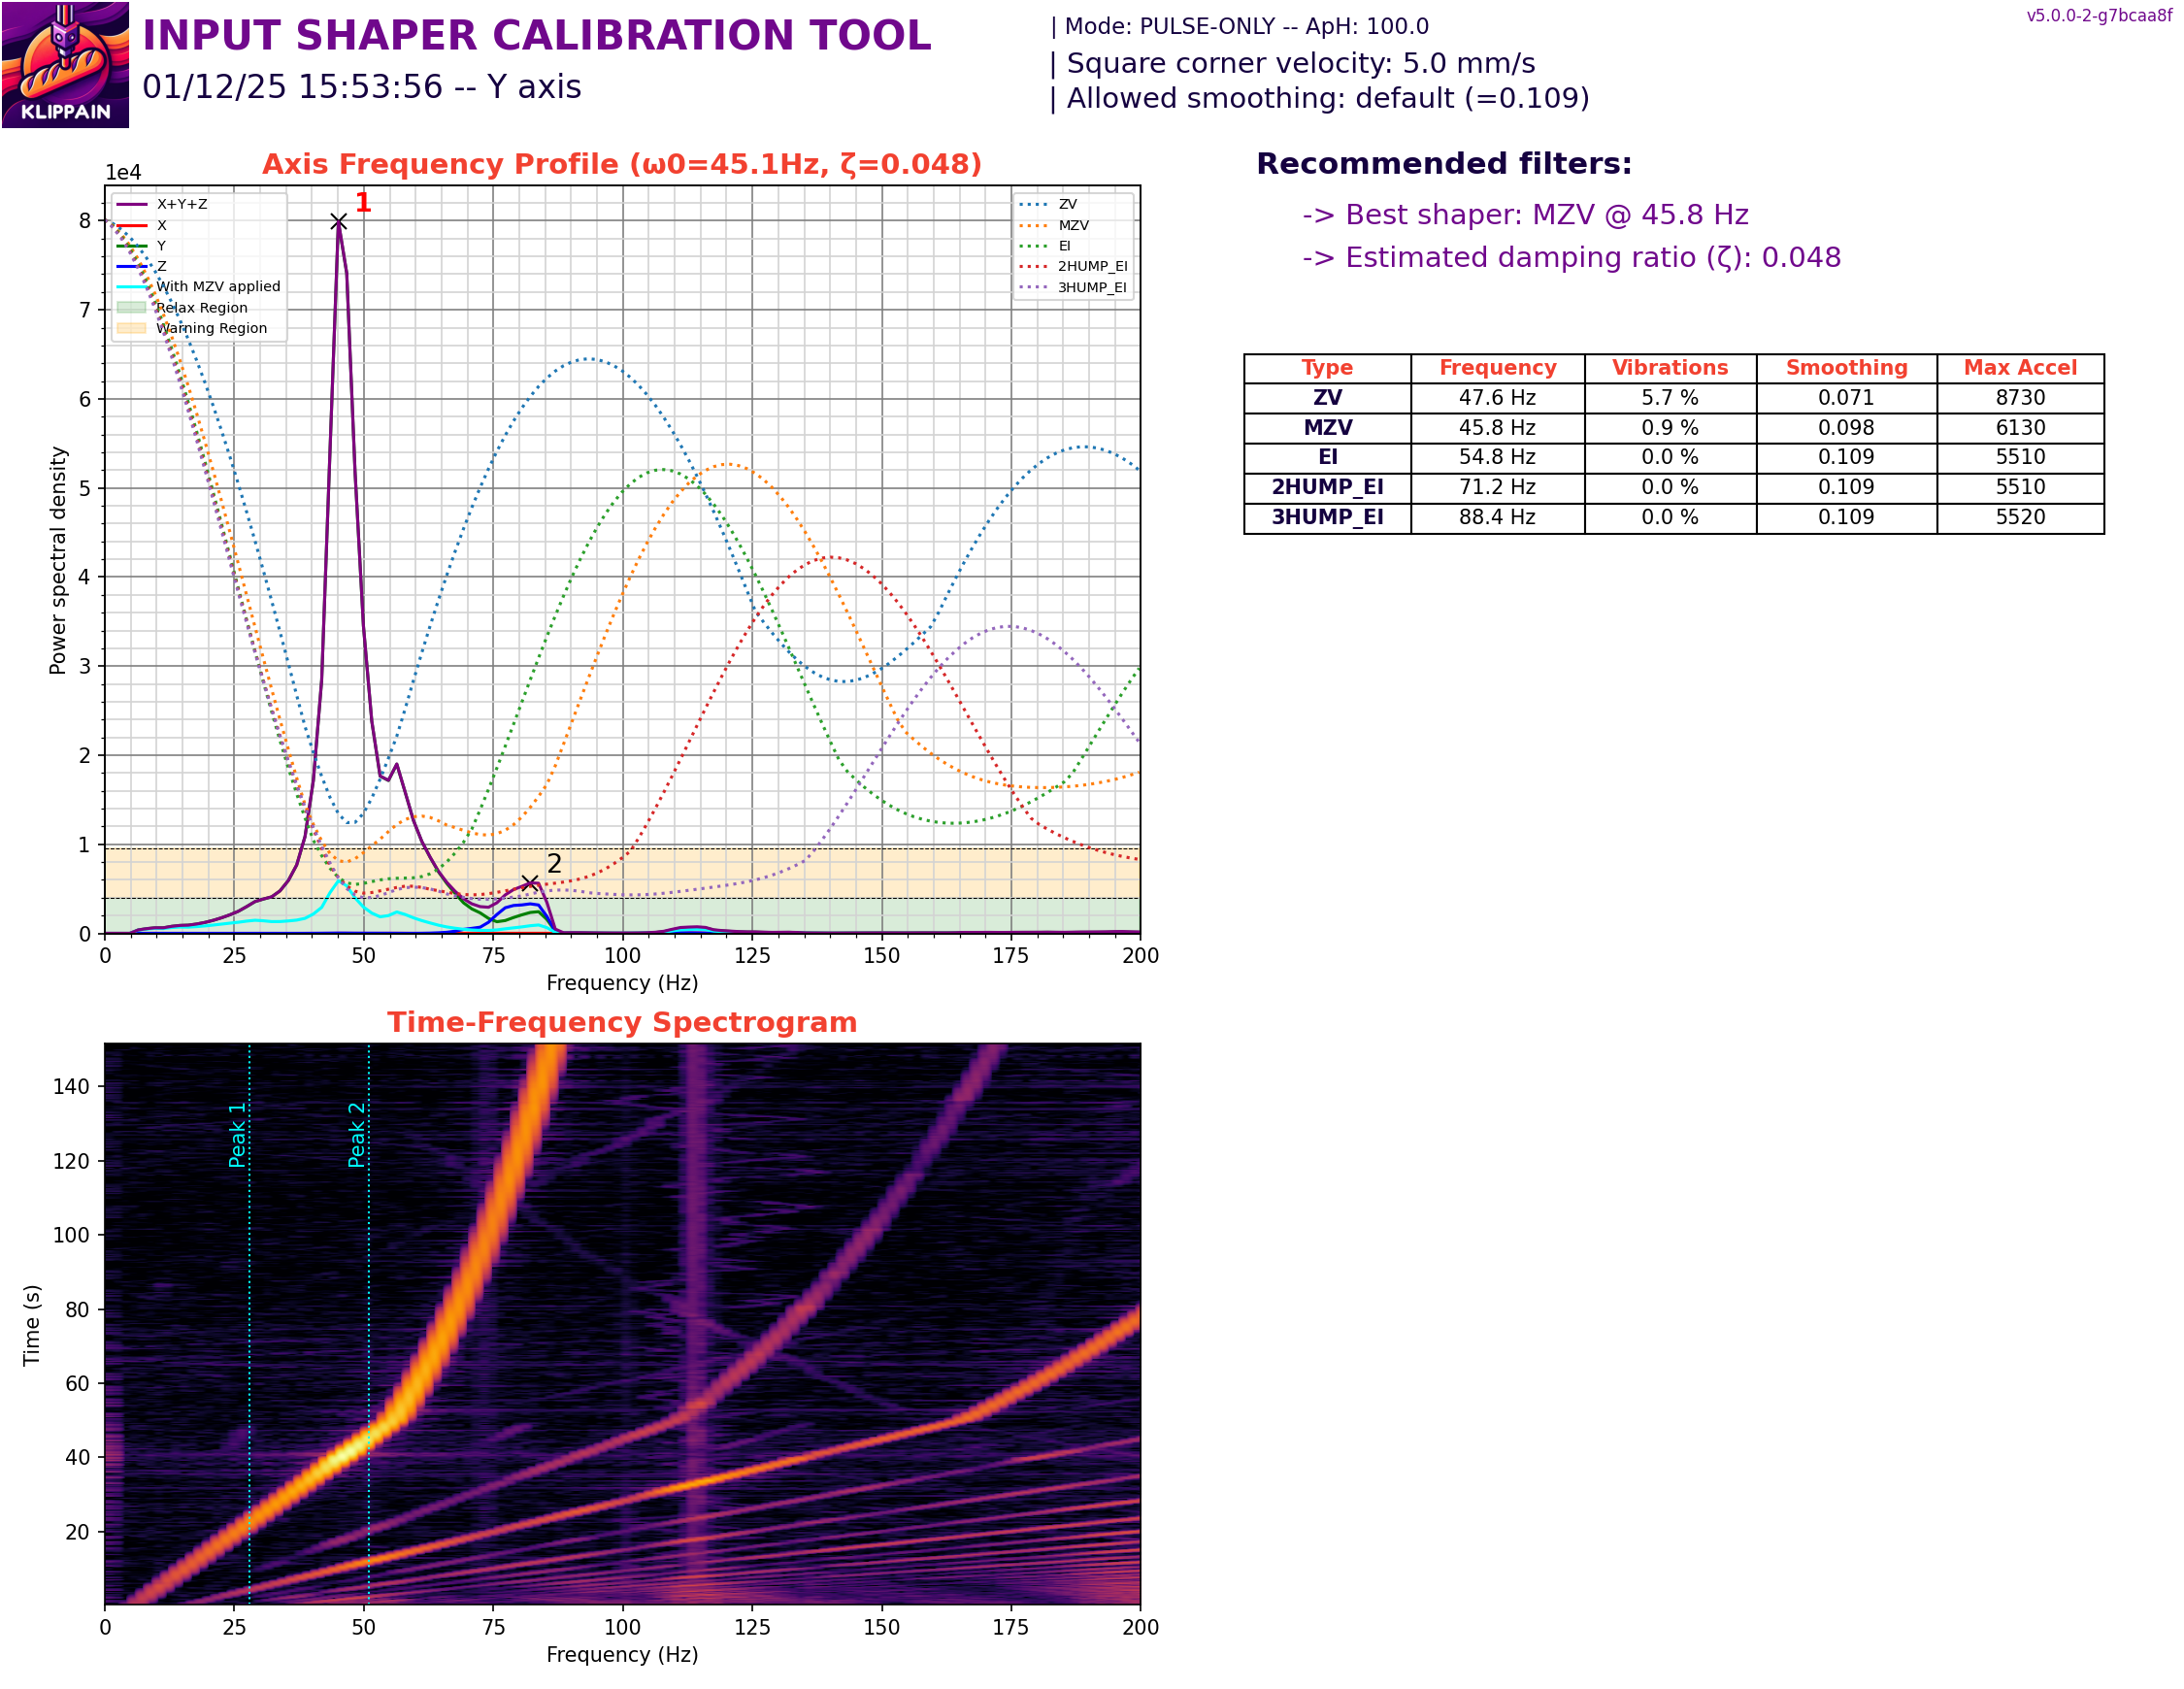 KLIPPAIN
INPUT SHAPER CALIBRATION TOOL
01/12/25 15:53:56 -- Y axis
| Mode: PULSE-ONLY -- ApH: 100.0
| Square corner velocity: 5.0 mm/s
| Allowed smoothing: default (=0.109)
v5.0.0-2-g7bcaa8f
Axis Frequency Profile (ω0=45.1Hz, ζ=0.048)
1e4
X+Y+Z
X
Y
Z
With MZV applied
Relax Region
Warning Region
ZV
MZV
EI
2HUMP_EI
3HUMP_EI
1
2
Power spectral density
8
7
6
5
4
3
2
1
0
0 25 50 75 100 125 150 175 200
Frequency (Hz)
Recommended filters:
-> Best shaper: MZV @ 45.8 Hz
-> Estimated damping ratio (ζ): 0.048
Type Frequency Vibrations Smoothing Max Accel
ZV 47.6 Hz 5.7 % 0.071 8730
MZV 45.8 Hz 0.9 % 0.098 6130
EI 54.8 Hz 0.0 % 0.109 5510
2HUMP_EI 71.2 Hz 0.0 % 0.109 5510
3HUMP_EI 88.4 Hz 0.0 % 0.109 5520
Time-Frequency Spectrogram
Peak 1
Peak 2
Time (s)
140
120
100
80
60
40
20
0 25 50 75 100 125 150 175 200
Frequency (Hz)